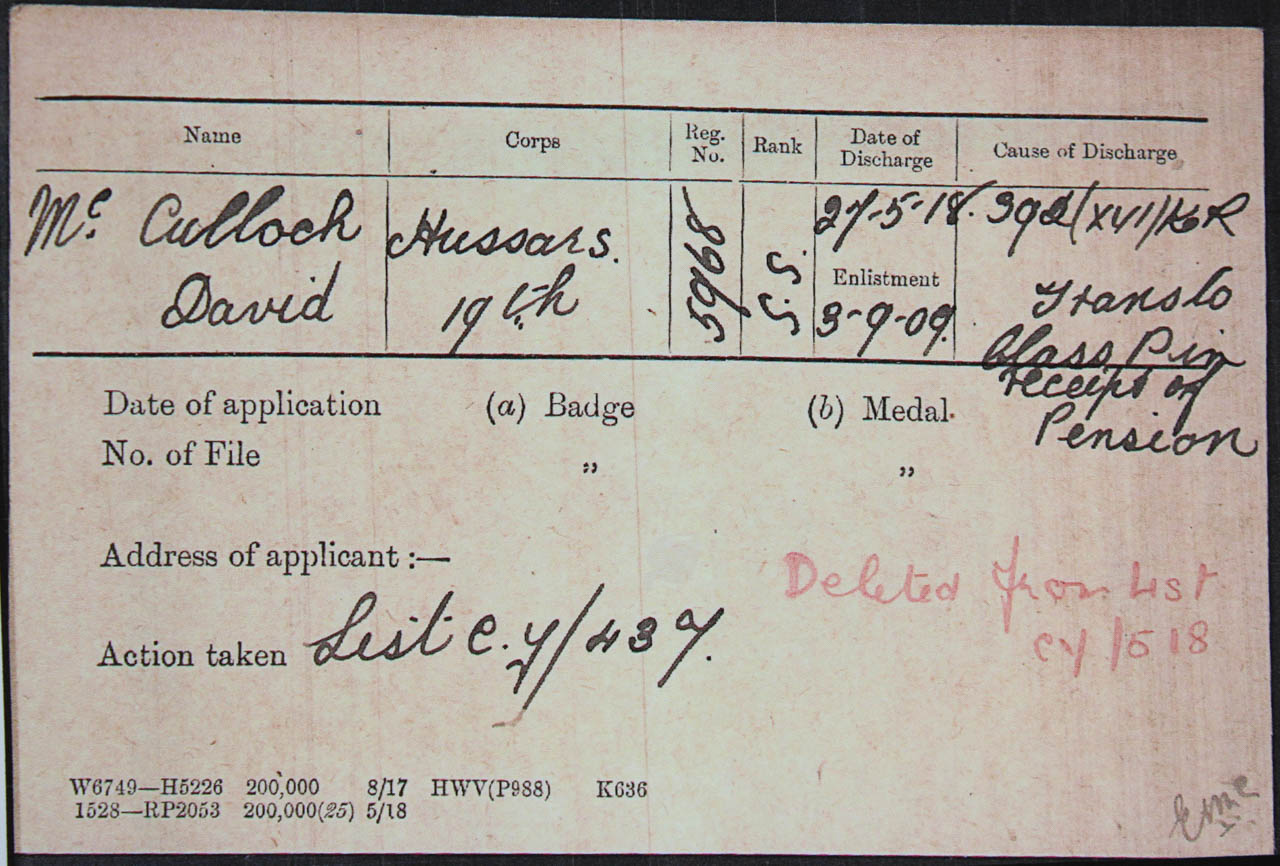 Name Corps Reg. No. Rank Date of Discharge Cause of Discharge
Mc. Culloch Hussars. 5968 S.S. 27-5-18. 392(XVI)KR
David 19th Enlistment Trans to
3-9-09. Class P in
receipt of
Pension
Date of application (a) Badge (b) Medal.
No. of File „ „
Address of applicant :—
Deleted from List
CY/518
Action taken List C.Y/437.
W6749—H5226 200,000 8/17 HWV(P988) K636
1528—RP2053 200,000(25) 5/18